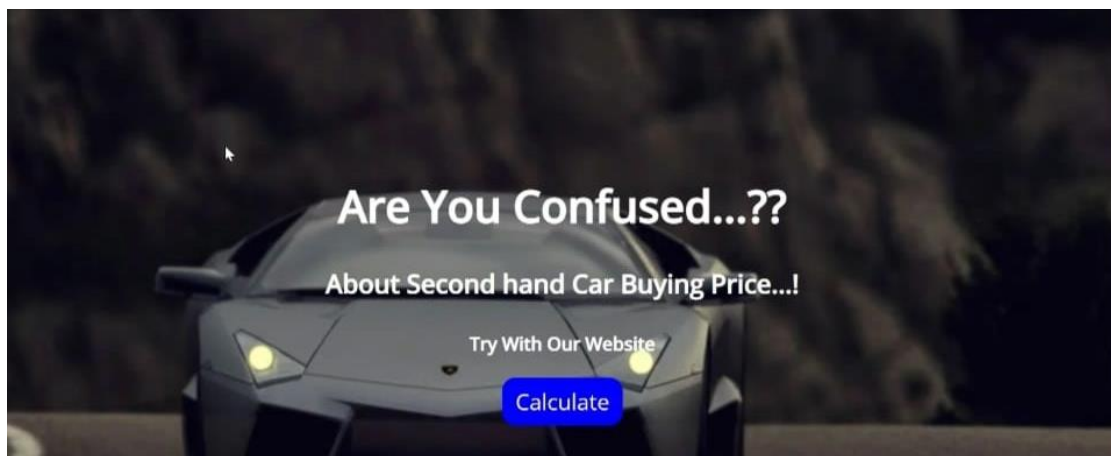 Are You Confused...??
About Second hand Car Buying Price...!
Try With Our Website
Calculate